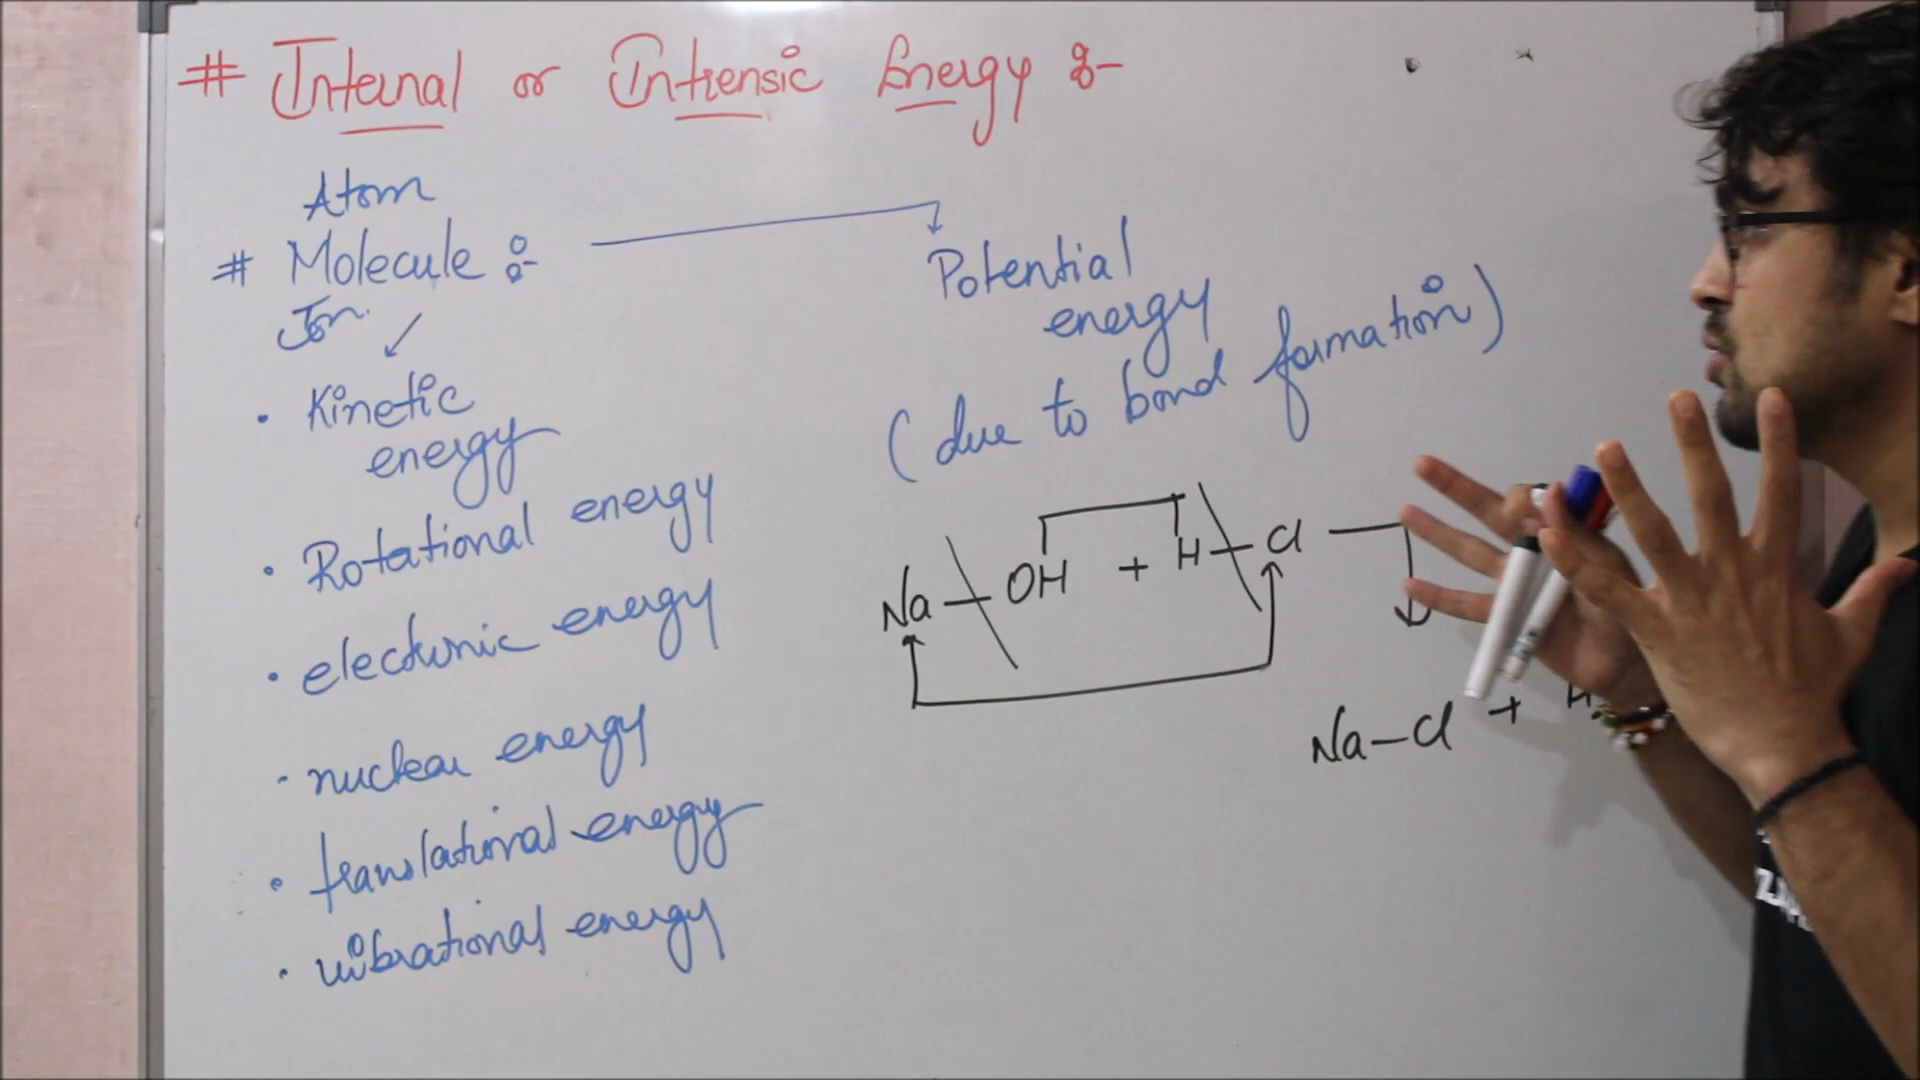 # Internal or Intrensic Energy :-
Atom
# Molecule :-
Ion.
• Kinetic
energy
• Rotational energy
• electronic energy
• nuclear energy
• translational energy
• vibrational energy
Potential
energy
(due to bond formation)
Na — OH + H — Cl
Na–Cl + H